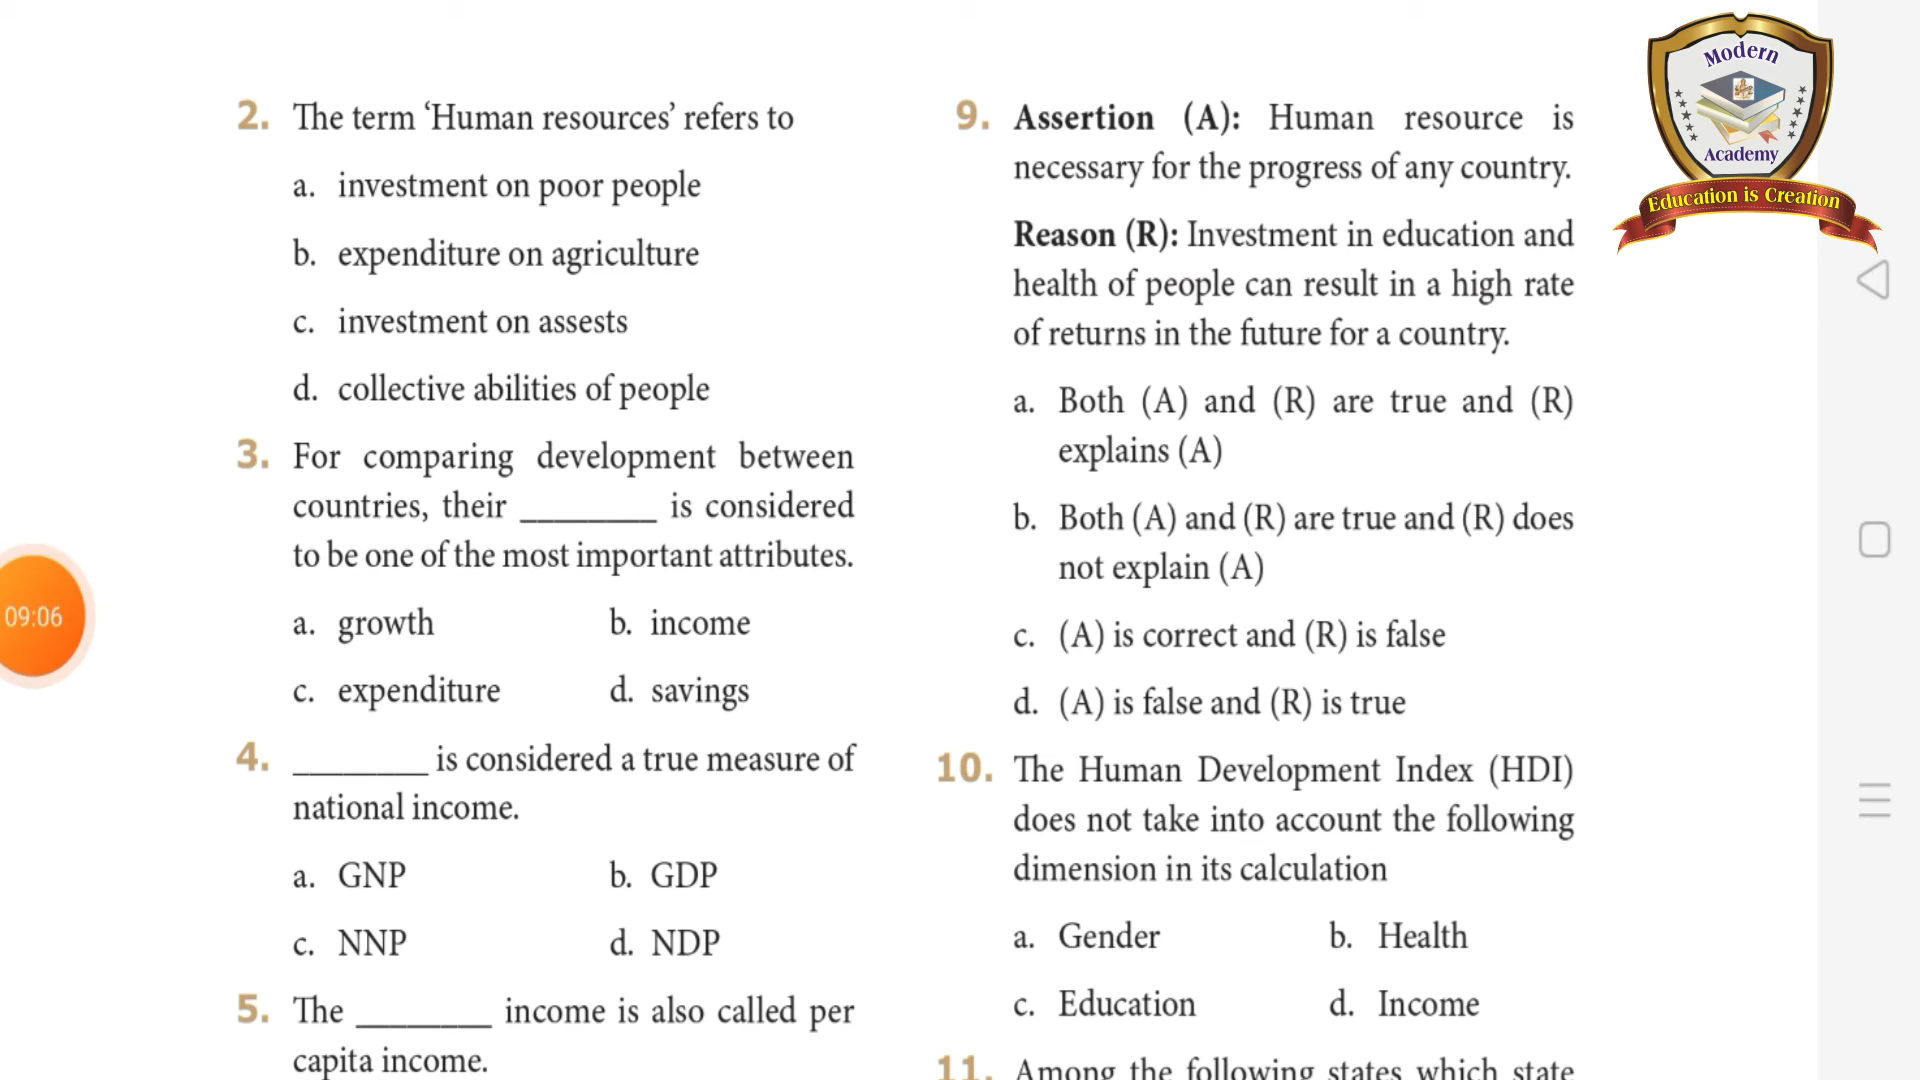 2. The term ‘Human resources’ refers to
a. investment on poor people
b. expenditure on agriculture
c. investment on assests
d. collective abilities of people
3. For comparing development between
countries, their ________ is considered
to be one of the most important attributes.
a. growth b. income
c. expenditure d. savings
4. ________ is considered a true measure of
national income.
a. GNP b. GDP
c. NNP d. NDP
5. The ________ income is also called per
capita income.
9. Assertion (A): Human resource is
necessary for the progress of any country.
Reason (R): Investment in education and
health of people can result in a high rate
of returns in the future for a country.
a. Both (A) and (R) are true and (R)
explains (A)
b. Both (A) and (R) are true and (R) does
not explain (A)
c. (A) is correct and (R) is false
d. (A) is false and (R) is true
10. The Human Development Index (HDI)
does not take into account the following
dimension in its calculation
a. Gender b. Health
c. Education d. Income
11. Among the following states which state
Modern
Academy
Education is Creation
09:06